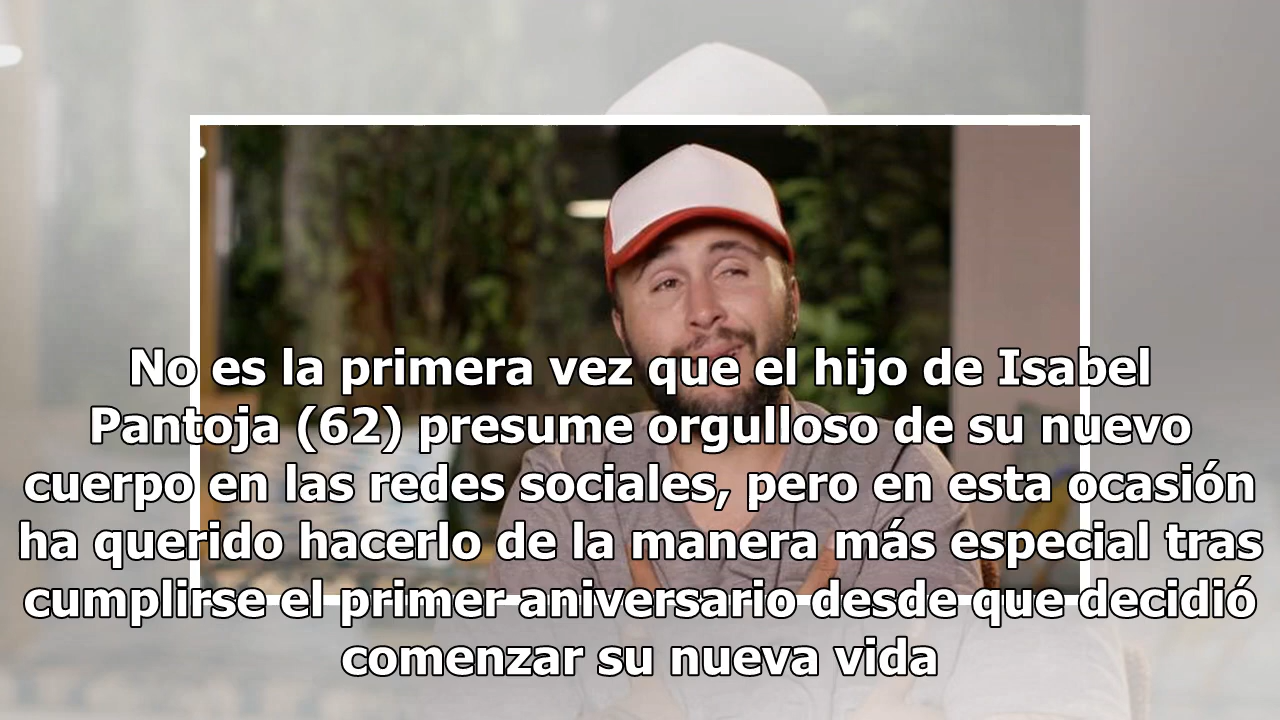 No es la primera vez que el hijo de Isabel
Pantoja (62) presume orgulloso de su nuevo
cuerpo en las redes sociales, pero en esta ocasión
ha querido hacerlo de la manera más especial tras
cumplirse el primer aniversario desde que decidió
comenzar su nueva vida